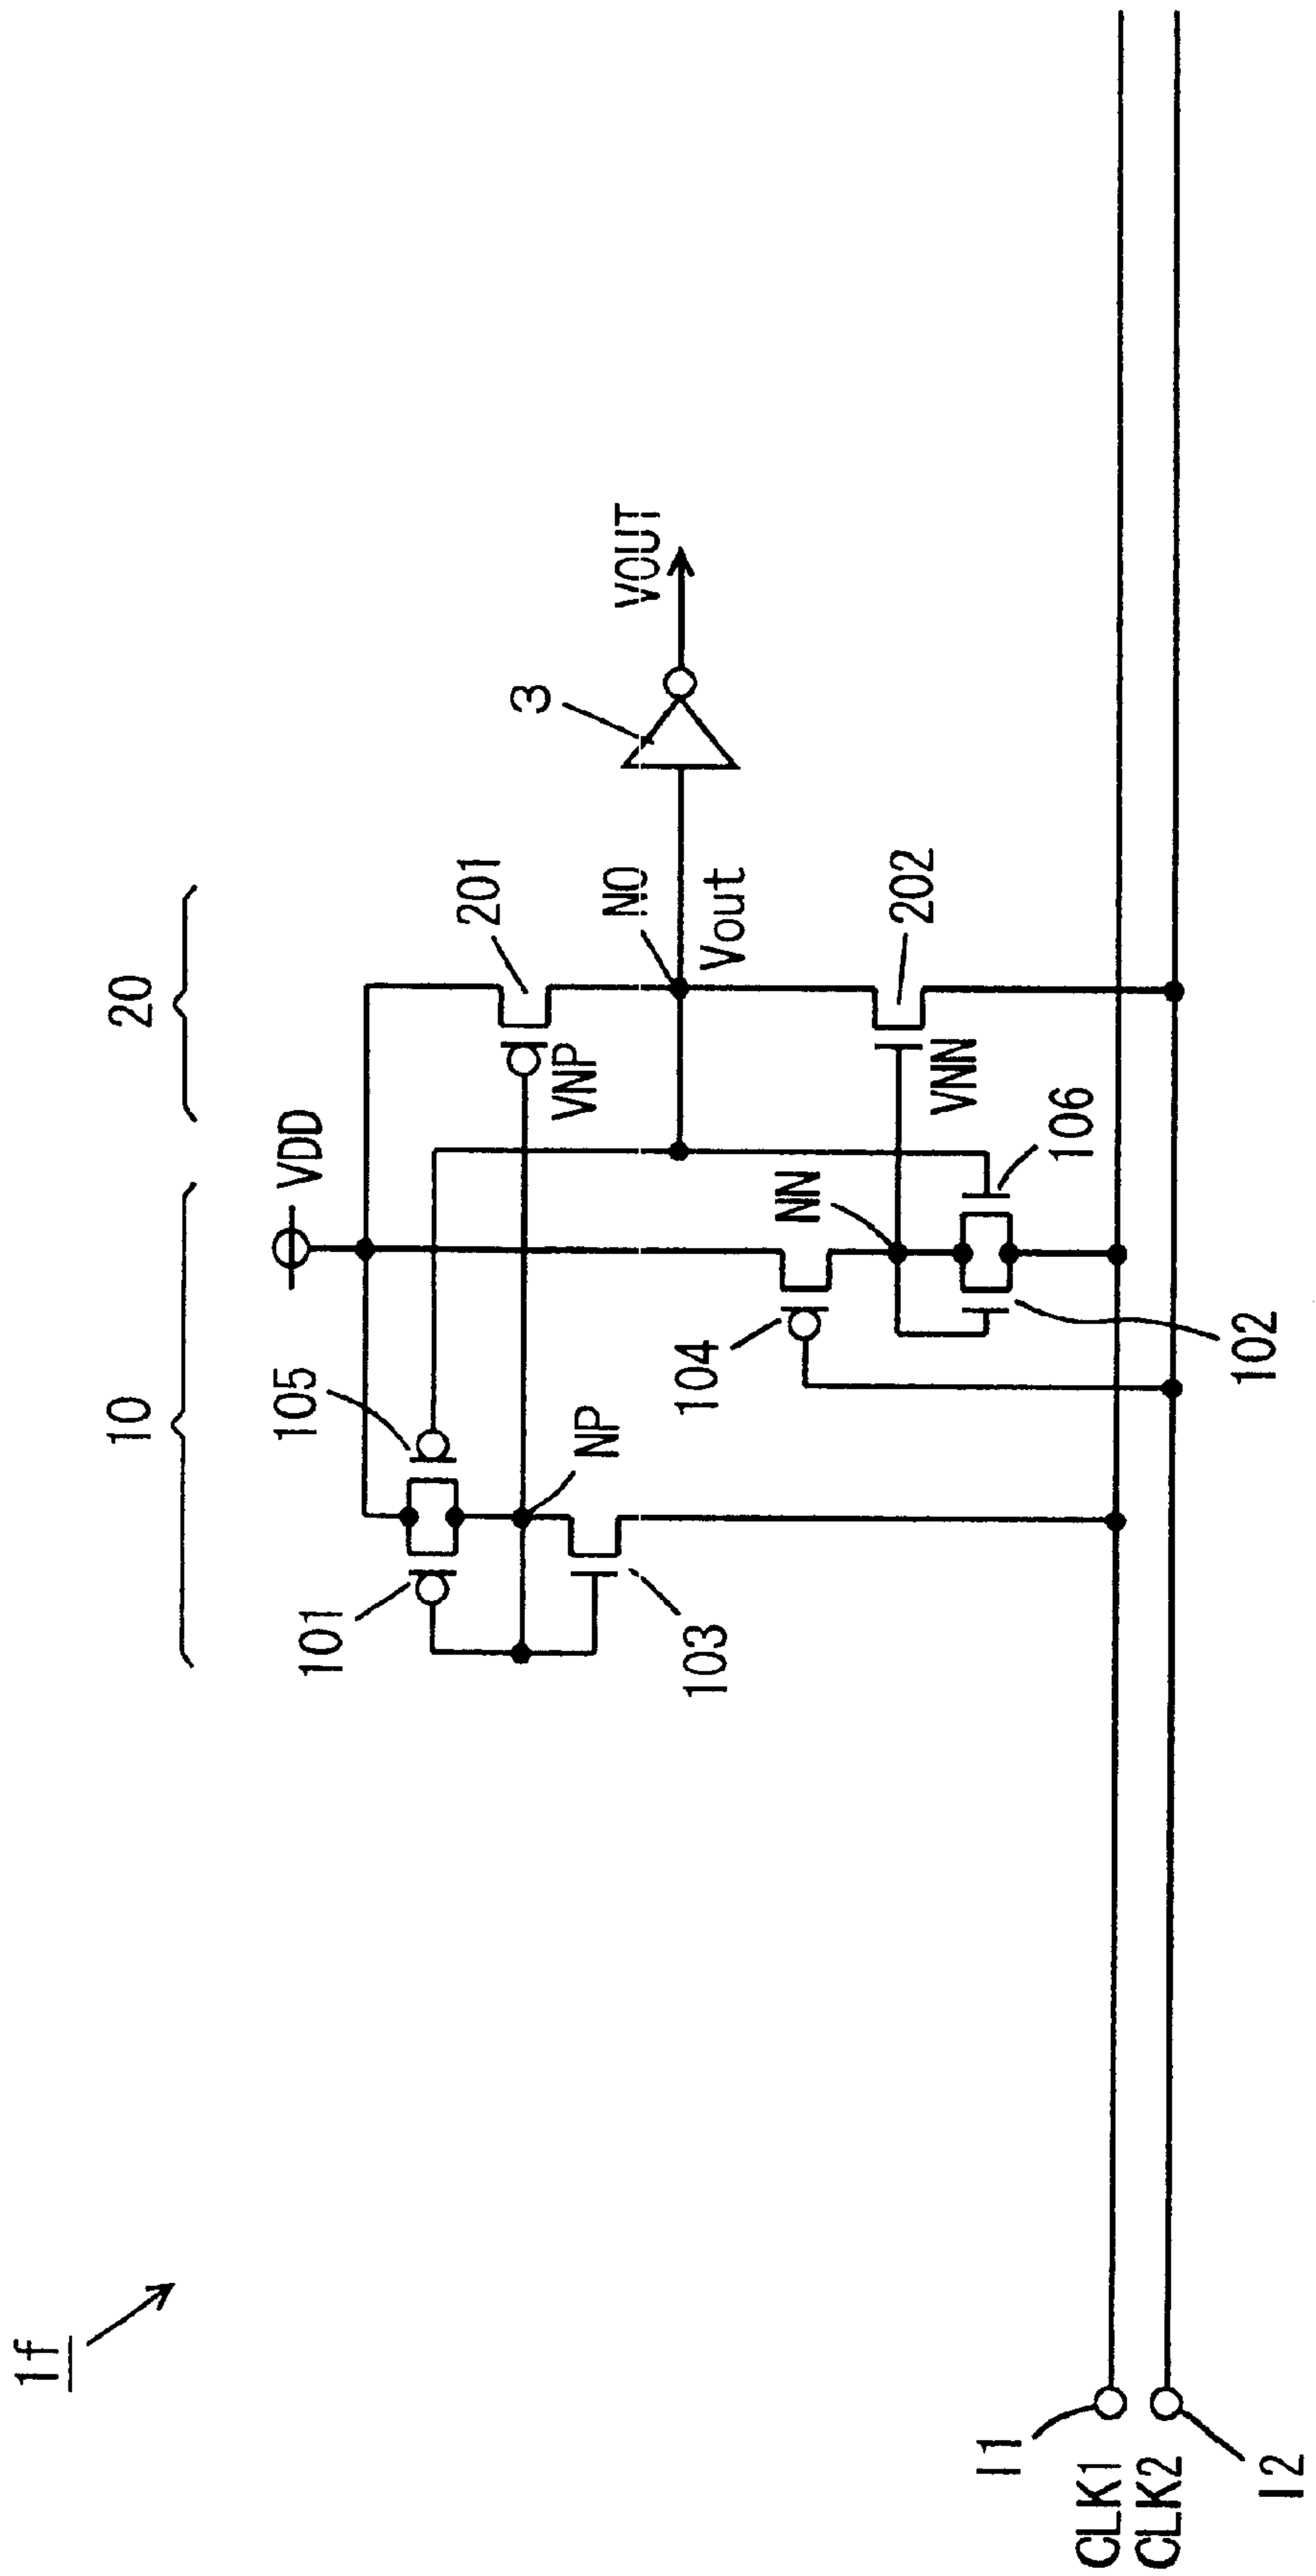 1f
10
20
VDD
105
101
201
VNP
NP
103
3
VOUT
NO
Vout
104
NN
202
VNN
106
102
I1
CLK1
CLK2
I2